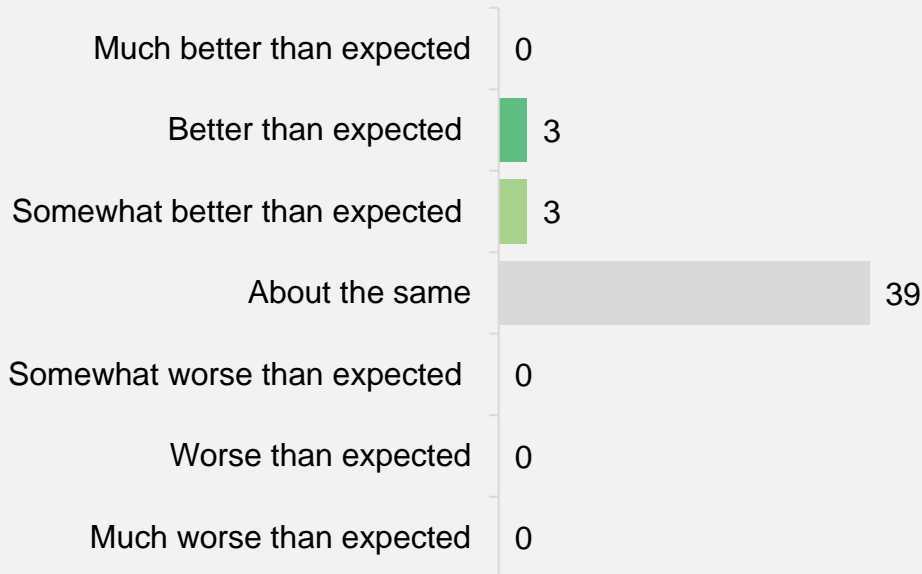 Much better than expected 0
Better than expected 3
Somewhat better than expected 3
About the same 39
Somewhat worse than expected 0
Worse than expected 0
Much worse than expected 0